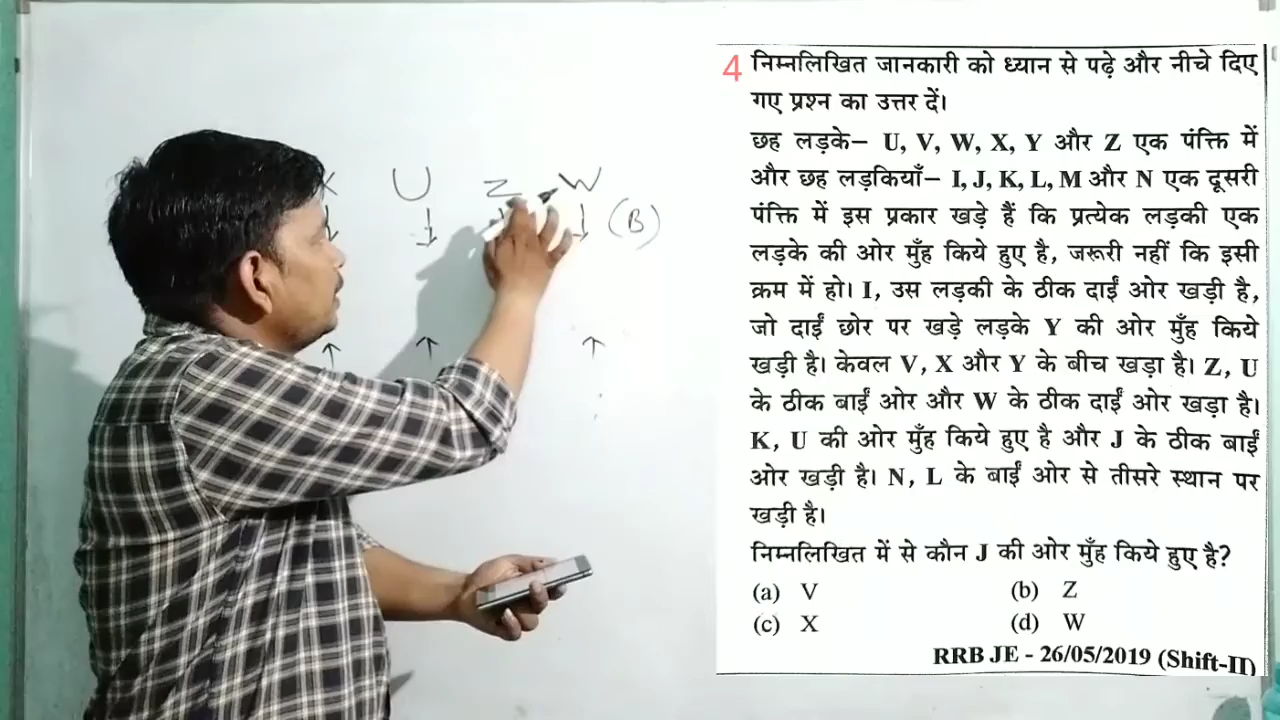 X U Z W
(B)
4 निम्नलिखित जानकारी को ध्यान से पढ़े और नीचे दिए
गए प्रश्न का उत्तर दें।
छह लड़के– U, V, W, X, Y और Z एक पंक्ति में
और छह लड़कियाँ– I, J, K, L, M और N एक दूसरी
पंक्ति में इस प्रकार खड़े हैं कि प्रत्येक लड़की एक
लड़के की ओर मुँह किये हुए है, जरूरी नहीं कि इसी
क्रम में हो। I, उस लड़की के ठीक दाईं ओर खड़ी है,
जो दाईं छोर पर खड़े लड़के Y की ओर मुँह किये
खड़ी है। केवल V, X और Y के बीच खड़ा है। Z, U
के ठीक बाईं ओर और W के ठीक दाईं ओर खड़ा है।
K, U की ओर मुँह किये हुए है और J के ठीक बाईं
ओर खड़ी है। N, L के बाईं ओर से तीसरे स्थान पर
खड़ी है।
निम्नलिखित में से कौन J की ओर मुँह किये हुए है?
(a) V (b) Z
(c) X (d) W
RRB JE - 26/05/2019 (Shift-II)